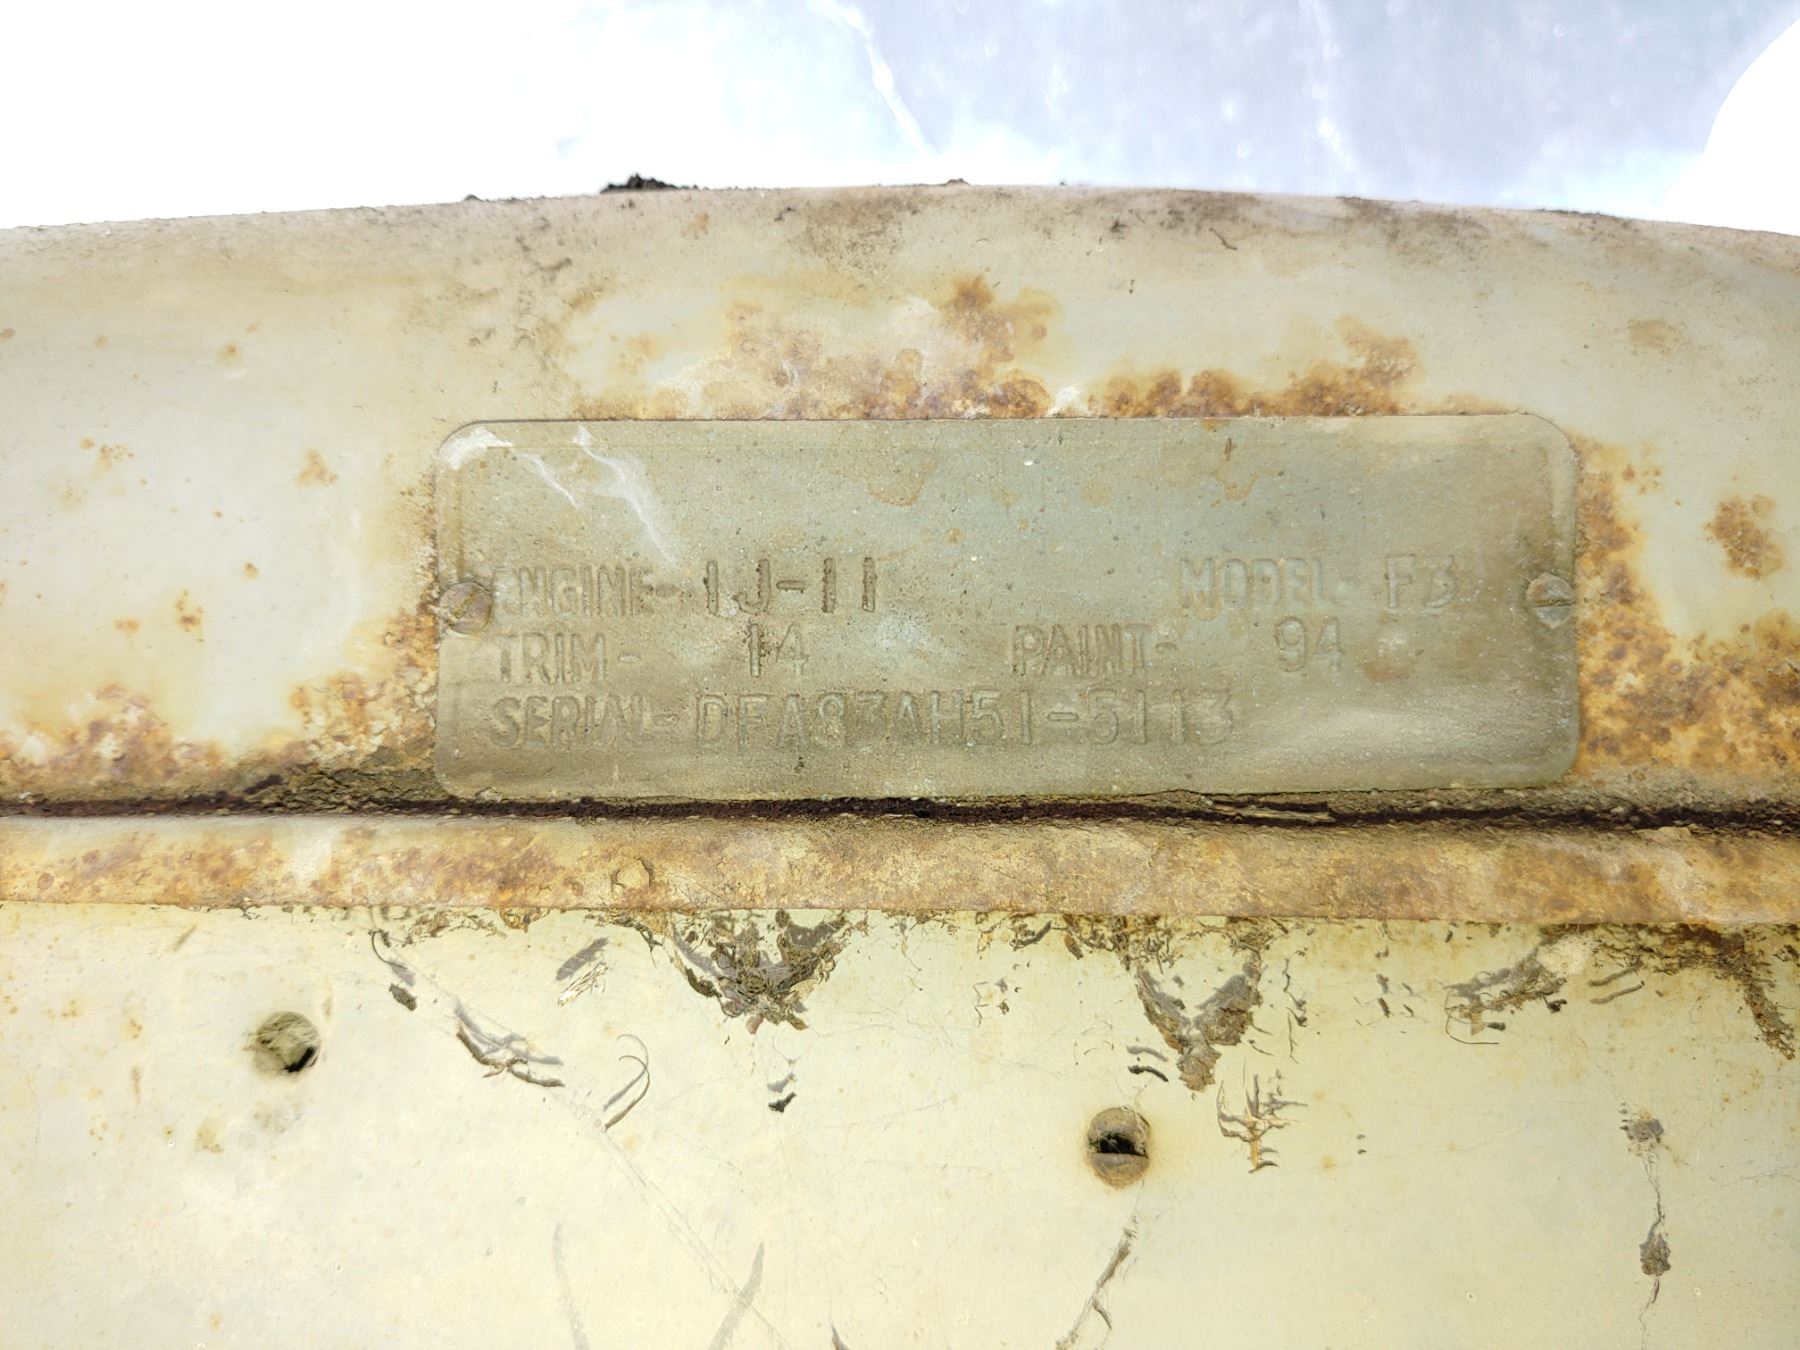 ENGINE- 1J-11 MODEL- F3
TRIM- 14 PAINT- 94
SERIAL- DFA83AH51-5113